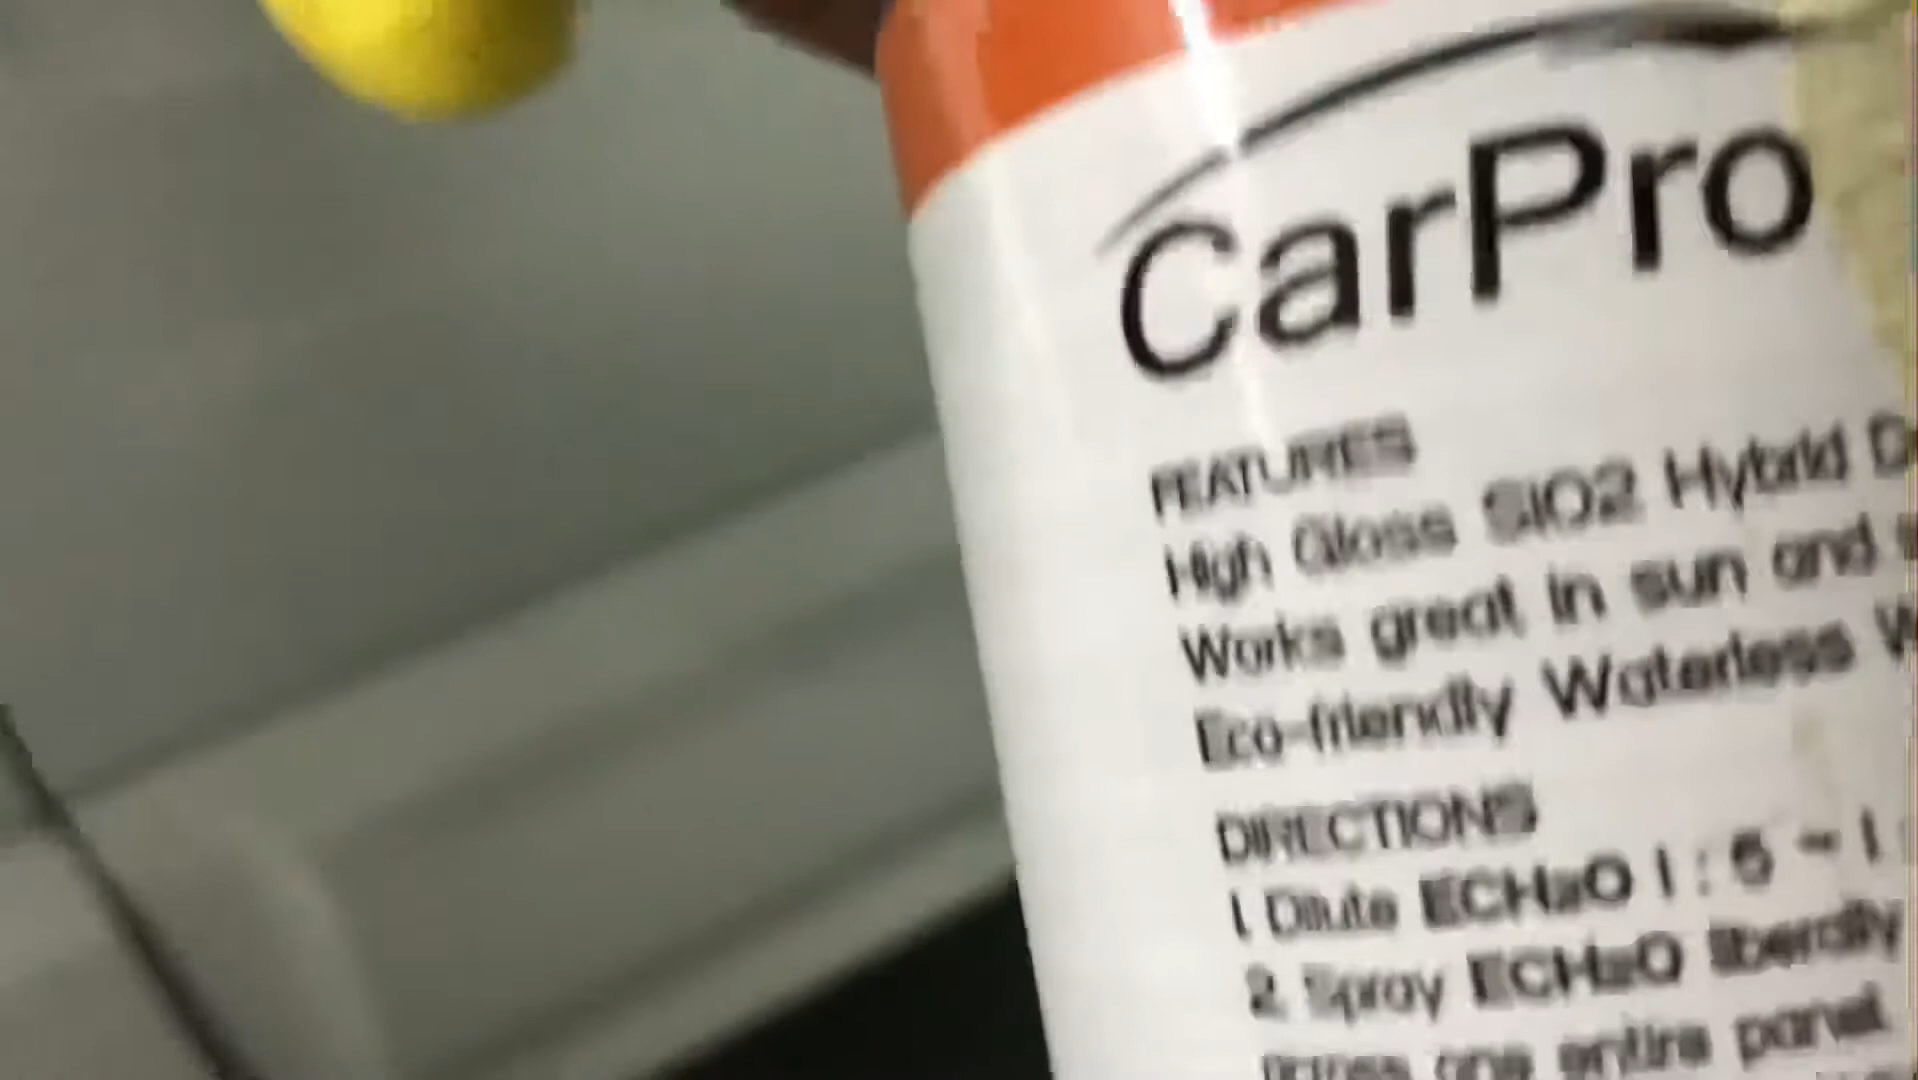 CarPro
FEATURES
High Gloss SiO2 Hybrid
Works great in sun and
Eco-friendly Waterless
DIRECTIONS
1. Dilute ECH2O 1 : 5 ~ 1
2. Spray ECH2O liberally
across one entire panel.